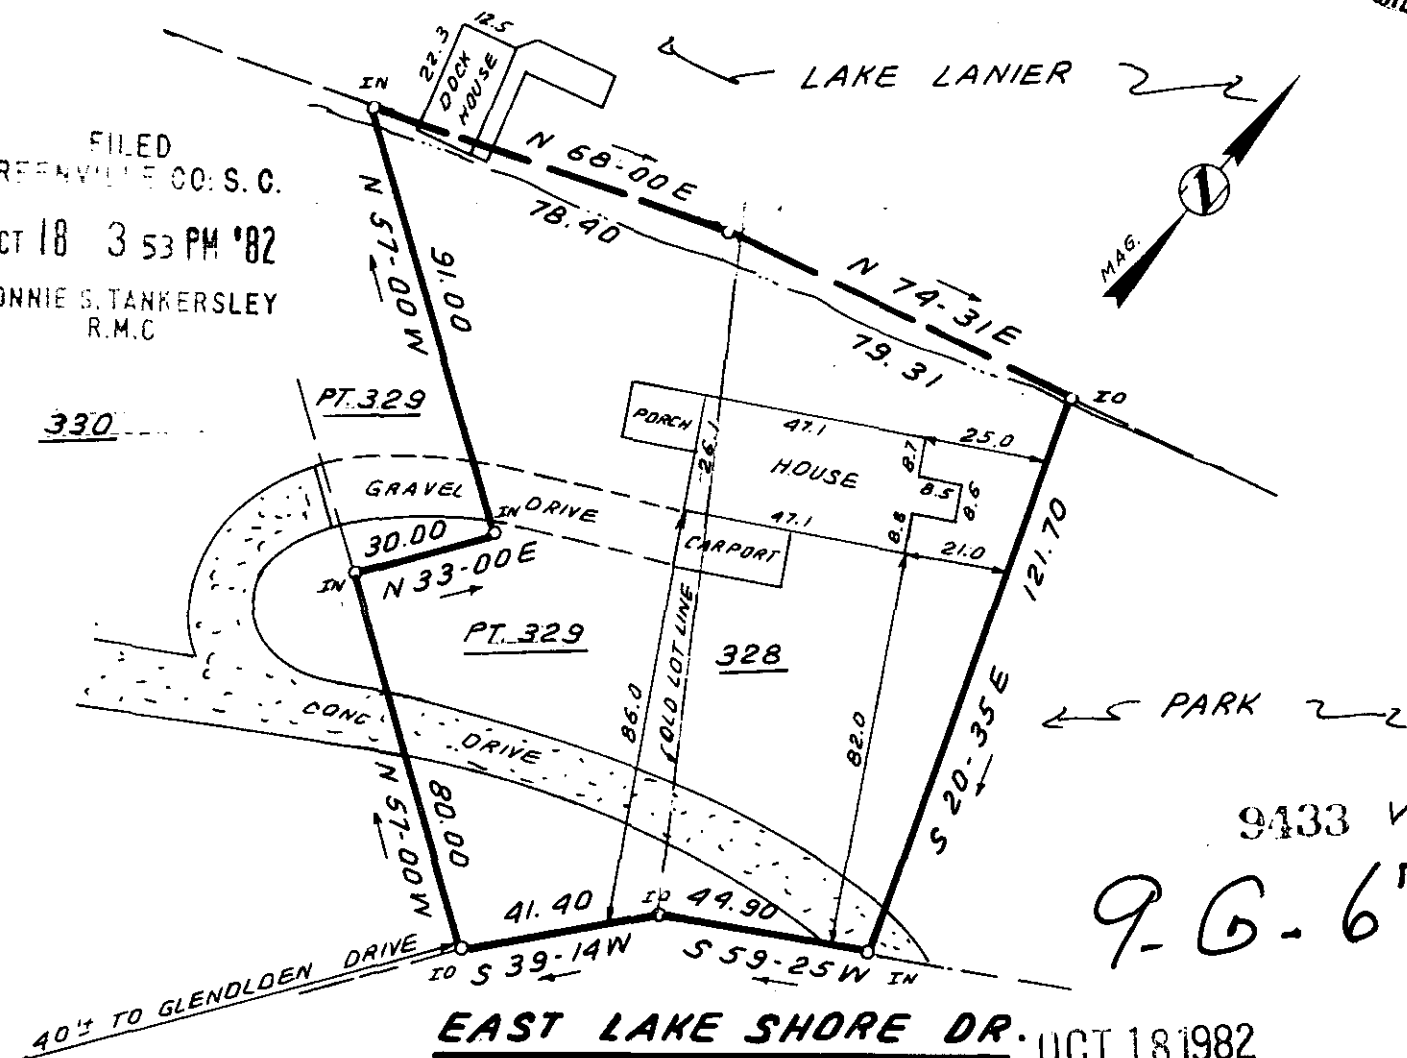 12.5
22.3
DOCK
HOUSE
LAKE LANIER
IN
N 68-00 E
78.40
FILED
GREENVILLE CO. S.C.
OCT 18 3 53 PM '82
DONNIE S. TANKERSLEY
R.M.C
N 57-00 W
91.00
N 74-31 E
79.31
MAG.
IO
330
PT. 329
PORCH
47.1
26.1
HOUSE
25.0
8.7
8.5
8.6
8.8
GRAVEL
DRIVE
IN
47.1
CARPORT
21.0
30.00
IN
N 33-00 E
121.70
PT. 329
OLD LOT LINE
328
86.0
82.0
S 20-35 E
PARK
CONC
DRIVE
N 57-00 W
80.00
9433
9-G-6
41.40
IO
44.90
S 39-14 W
S 59-25 W
IO
IN
40'± TO GLENDLOEN DRIVE
EAST LAKE SHORE DR.
OCT 18 1982